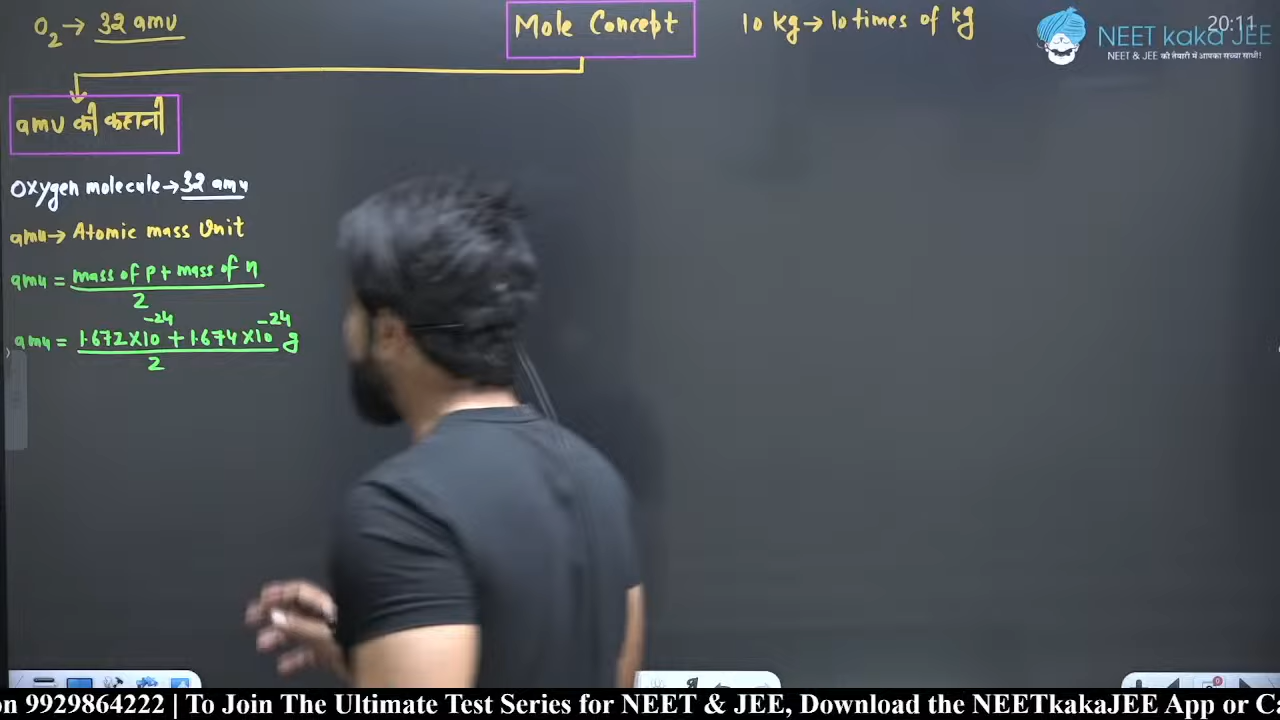 O₂ → 32 amu
Mole Concept
10 kg → 10 times of kg
20:11
NEET kaka JEE
NEET & JEE की तैयारी में आपका सच्चा साथी!
amu की कहानी
Oxygen molecule → 32 amu
amu → Atomic mass Unit
amu = mass of p + mass of n / 2
amu = 1.672×10⁻²⁴ + 1.674×10⁻²⁴ / 2 g
on 9929864222 | To Join The Ultimate Test Series for NEET & JEE, Download the NEETkakaJEE App or Ca